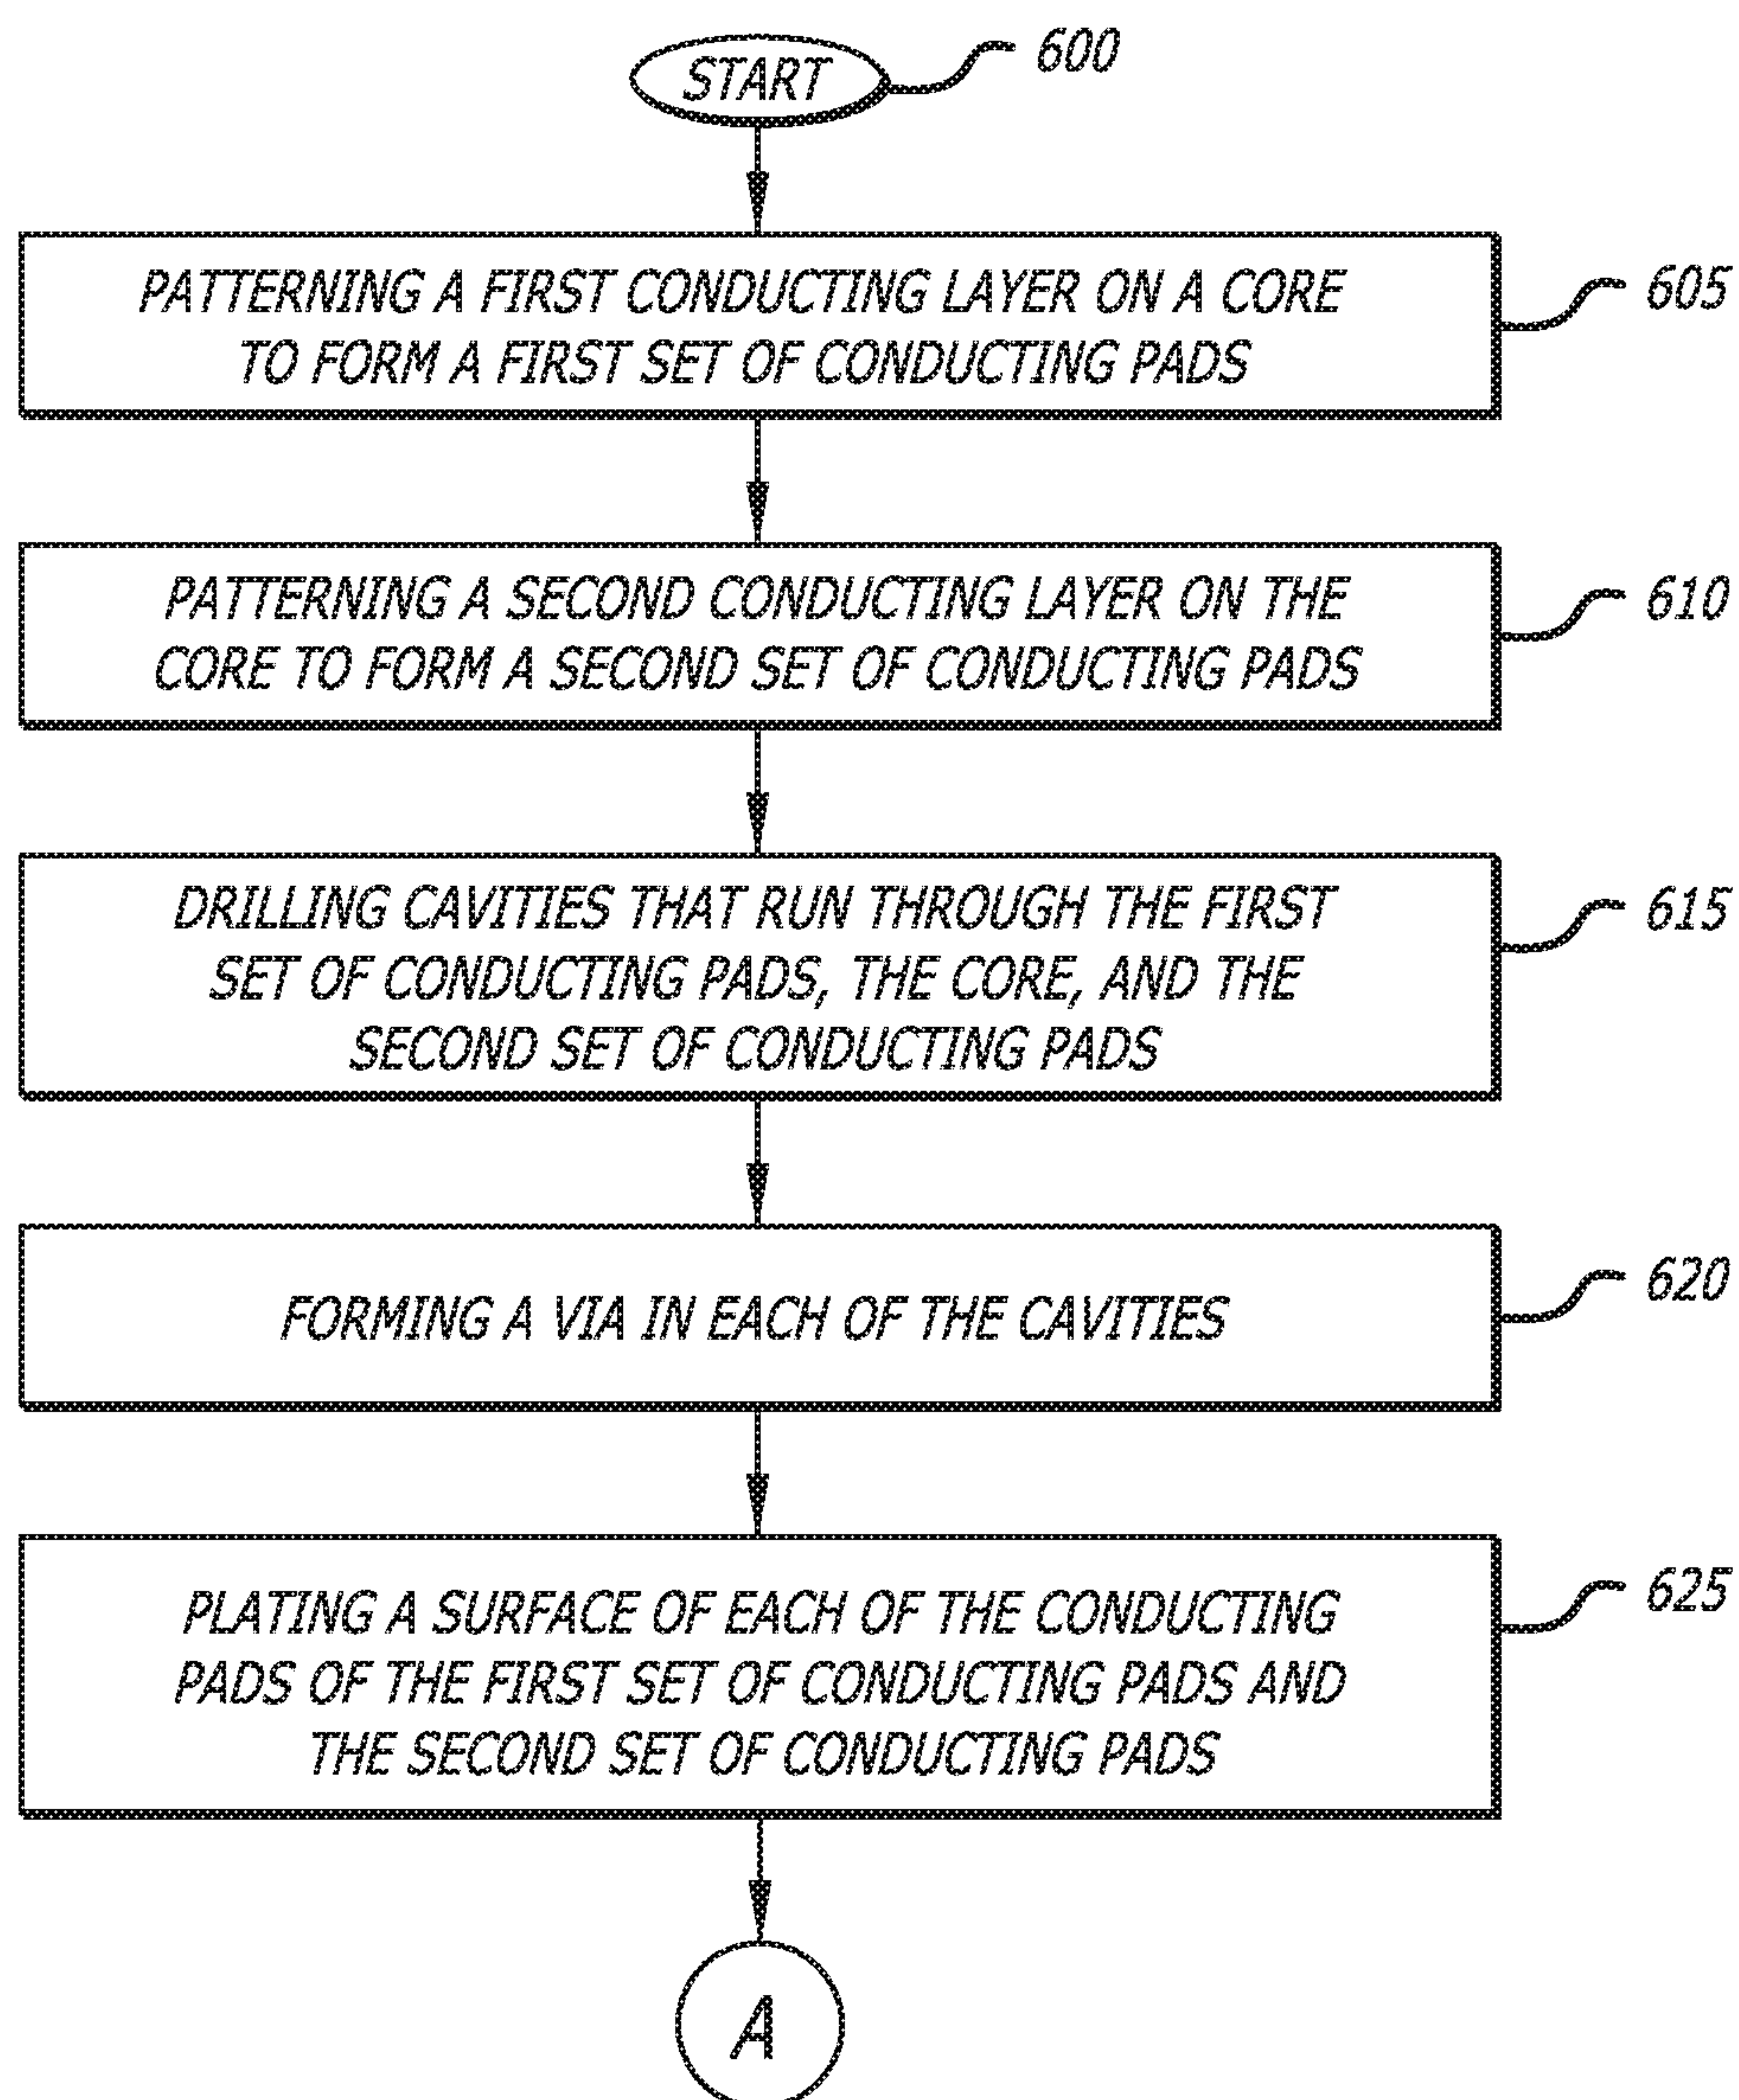 START
600
PATTERNING A FIRST CONDUCTING LAYER ON A CORE
TO FORM A FIRST SET OF CONDUCTING PADS
605
PATTERNING A SECOND CONDUCTING LAYER ON THE
CORE TO FORM A SECOND SET OF CONDUCTING PADS
610
DRILLING CAVITIES THAT RUN THROUGH THE FIRST
SET OF CONDUCTING PADS, THE CORE, AND THE
SECOND SET OF CONDUCTING PADS
615
FORMING A VIA IN EACH OF THE CAVITIES
620
PLATING A SURFACE OF EACH OF THE CONDUCTING
PADS OF THE FIRST SET OF CONDUCTING PADS AND
THE SECOND SET OF CONDUCTING PADS
625
A